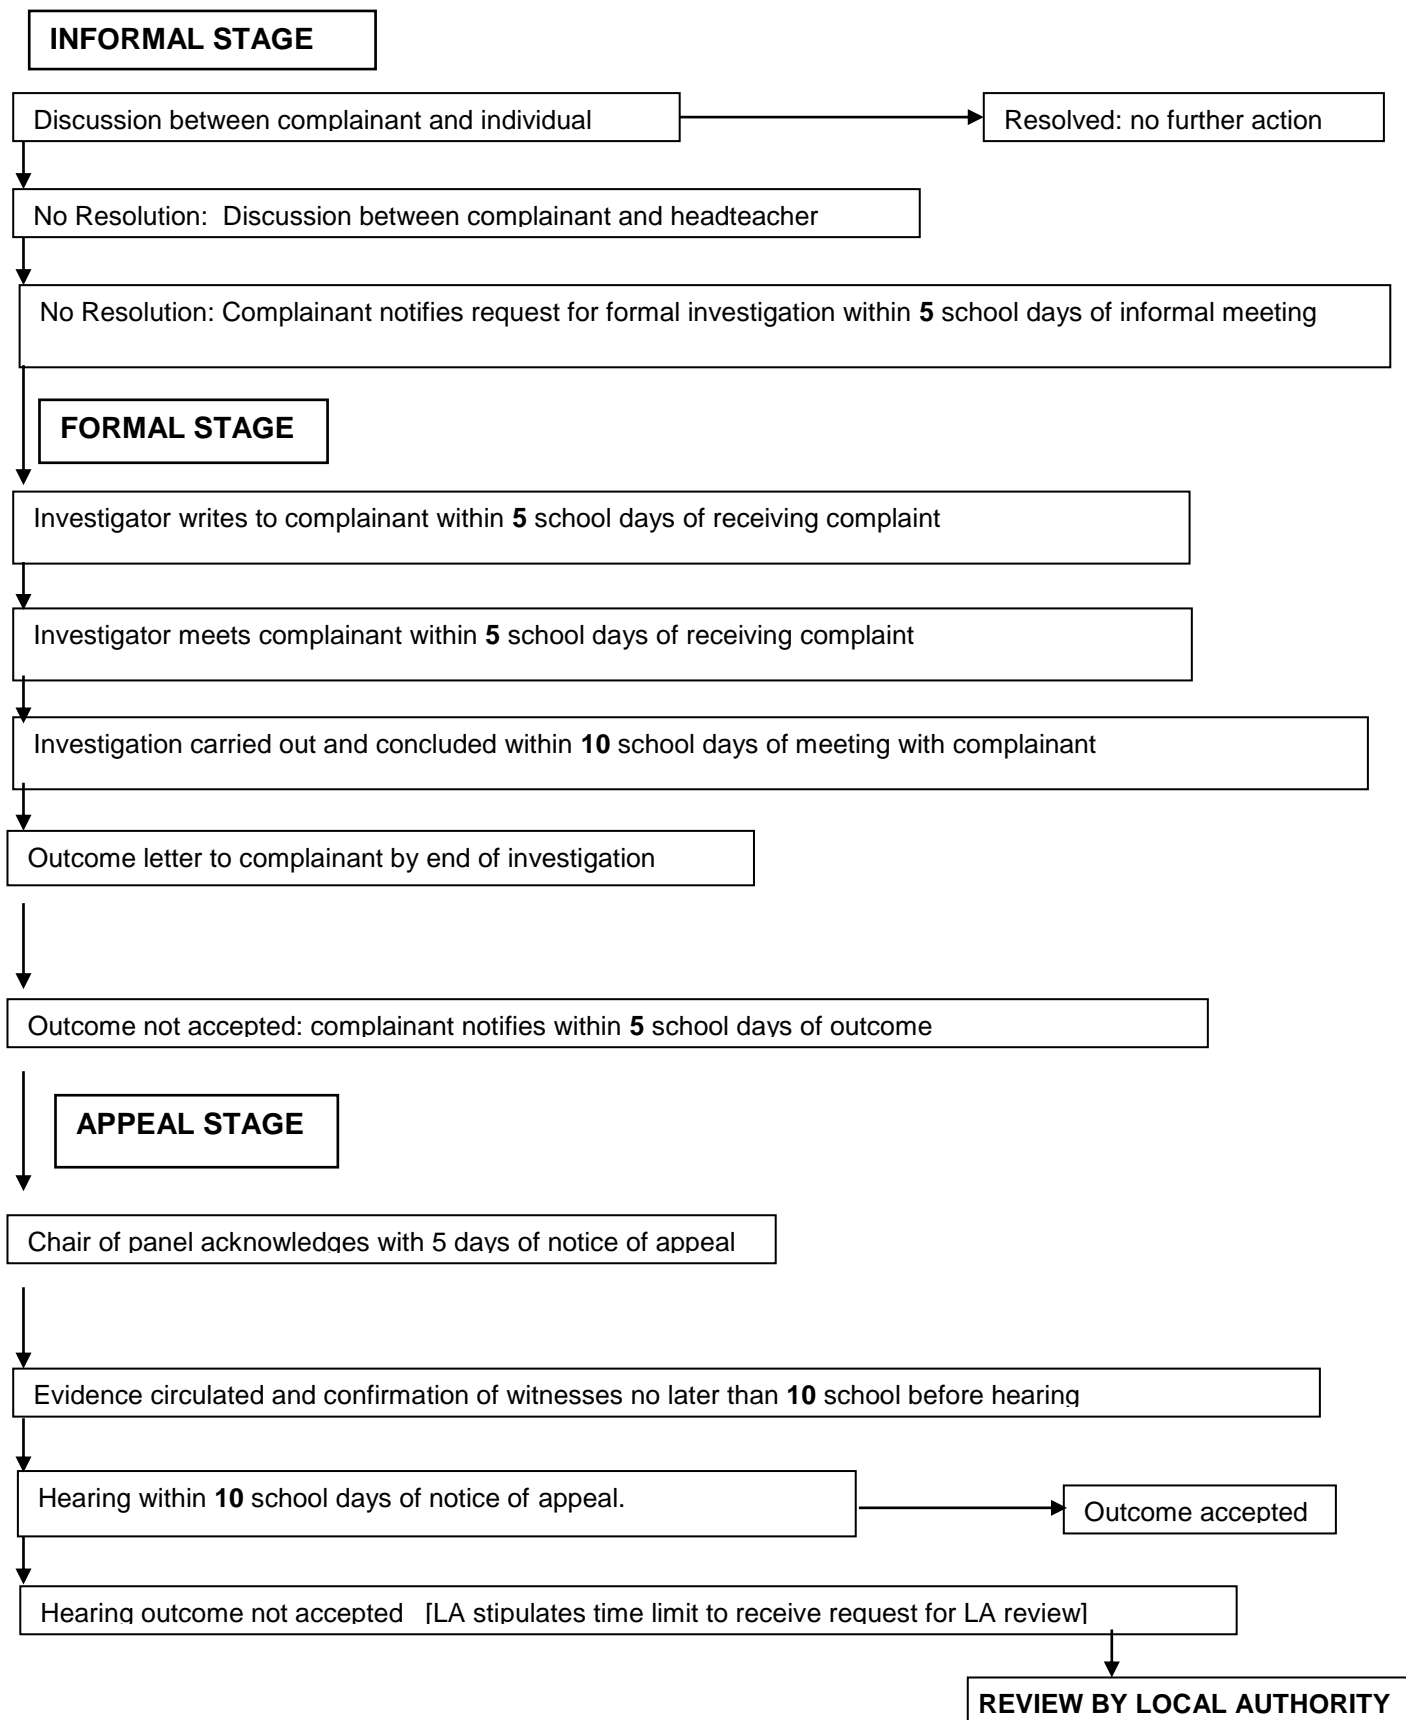 INFORMAL STAGE
Discussion between complainant and individual
Resolved: no further action
No Resolution:  Discussion between complainant and headteacher
No Resolution: Complainant notifies request for formal investigation within 5 school days of informal meeting
FORMAL STAGE
Investigator writes to complainant within 5 school days of receiving complaint
Investigator meets complainant within 5 school days of receiving complaint
Investigation carried out and concluded within 10 school days of meeting with complainant
Outcome letter to complainant by end of investigation
Outcome not accepted: complainant notifies within 5 school days of outcome
APPEAL STAGE
Chair of panel acknowledges with 5 days of notice of appeal
Evidence circulated and confirmation of witnesses no later than 10 school before hearing
Hearing within 10 school days of notice of appeal.
Outcome accepted
Hearing outcome not accepted   [LA stipulates time limit to receive request for LA review]
REVIEW BY LOCAL AUTHORITY